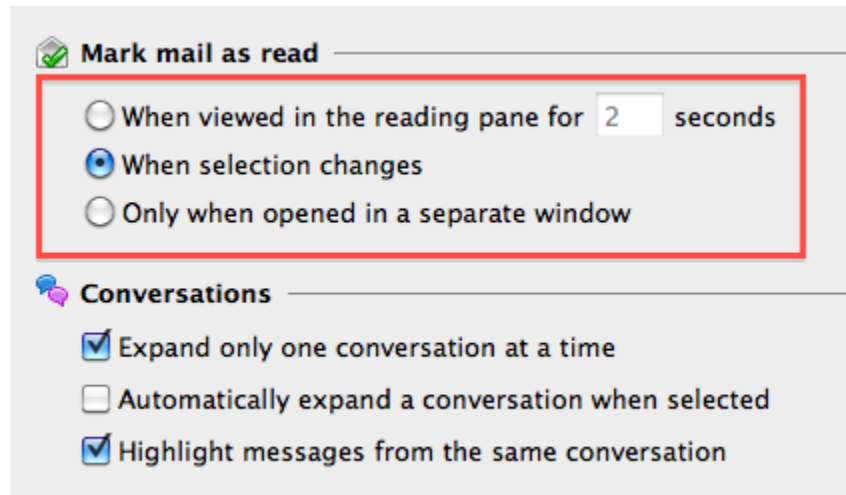 Mark mail as read
When viewed in the reading pane for 2 seconds
When selection changes
Only when opened in a separate window
Conversations
Expand only one conversation at a time
Automatically expand a conversation when selected
Highlight messages from the same conversation